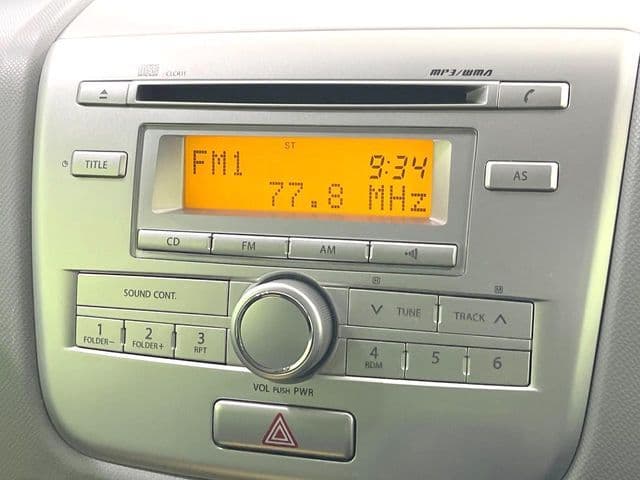 CLCR11 MP3/WMA
ST
FM1 9:34
77.8 MHz
TITLE AS
CD FM AM
SOUND CONT.
TUNE TRACK
1 2 3 4 5 6
FOLDER- FOLDER+ RPT RDM
VOL PUSH PWR